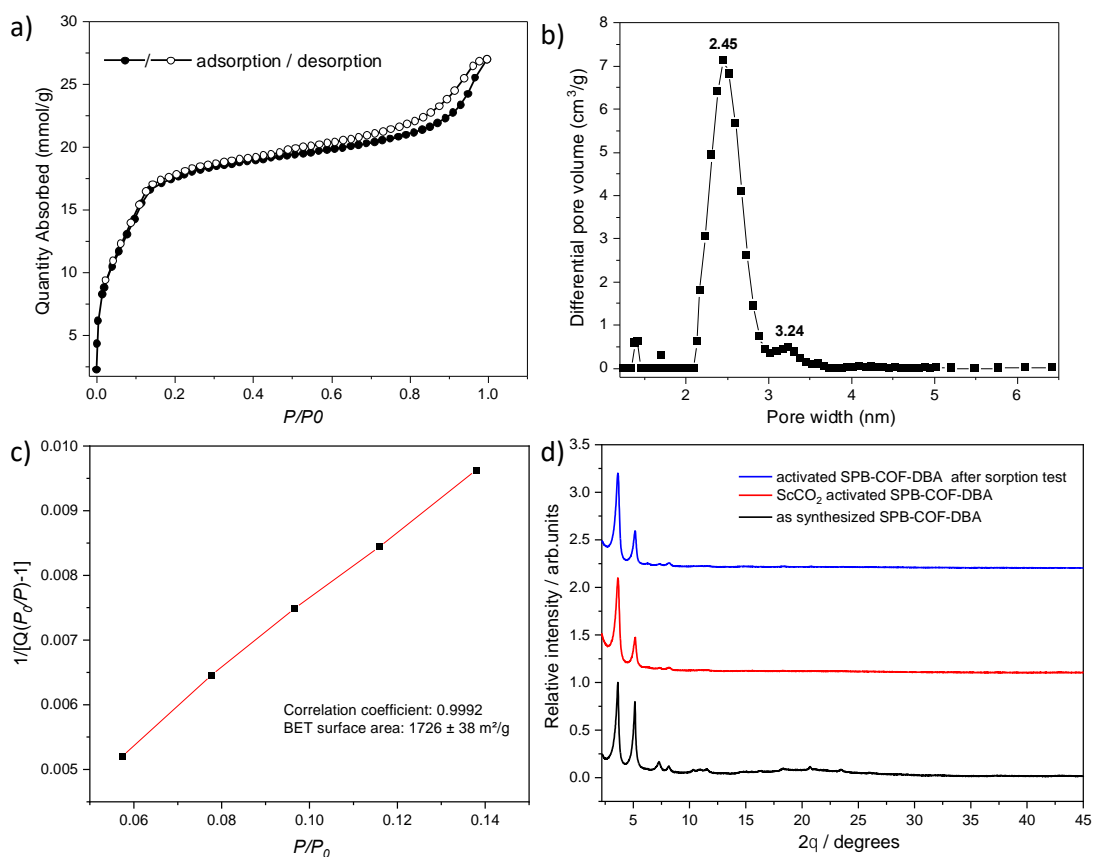 a)
adsorption / desorption
Quantity Absorbed (mmol/g)
30
25
20
15
10
5
0.0 0.2 0.4 0.6 0.8 1.0
P/P0
b)
2.45
3.24
Differential pore volume (cm³/g)
8
7
6
5
4
3
2
1
0
2 3 4 5 6
Pore width (nm)
c)
1/[Q(P₀/P)-1]
0.010
0.009
0.008
0.007
0.006
0.005
Correlation coefficient: 0.9992
BET surface area: 1726 ± 38 m²/g
0.06 0.08 0.10 0.12 0.14
P/P₀
d)
activated SPB-COF-DBA after sorption test
ScCO₂ activated SPB-COF-DBA
as synthesized SPB-COF-DBA
Relative intensity / arb.units
3.5
3.0
2.5
2.0
1.5
1.0
0.5
0.0
5 10 15 20 25 30 35 40 45
2q / degrees